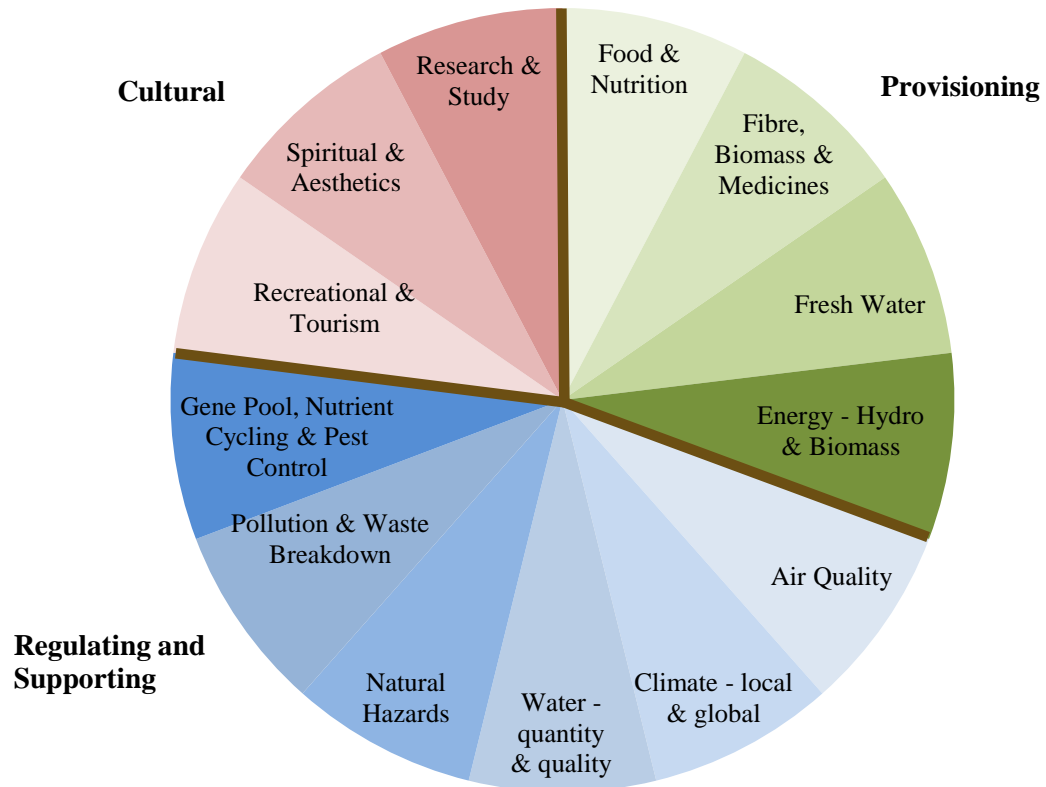 Cultural
Provisioning
Regulating and
Supporting
Food &
Nutrition
Fibre,
Biomass &
Medicines
Fresh Water
Energy - Hydro
& Biomass
Air Quality
Climate - local
& global
Water -
quantity
& quality
Natural
Hazards
Pollution & Waste
Breakdown
Gene Pool, Nutrient
Cycling & Pest
Control
Recreational &
Tourism
Spiritual &
Aesthetics
Research &
Study